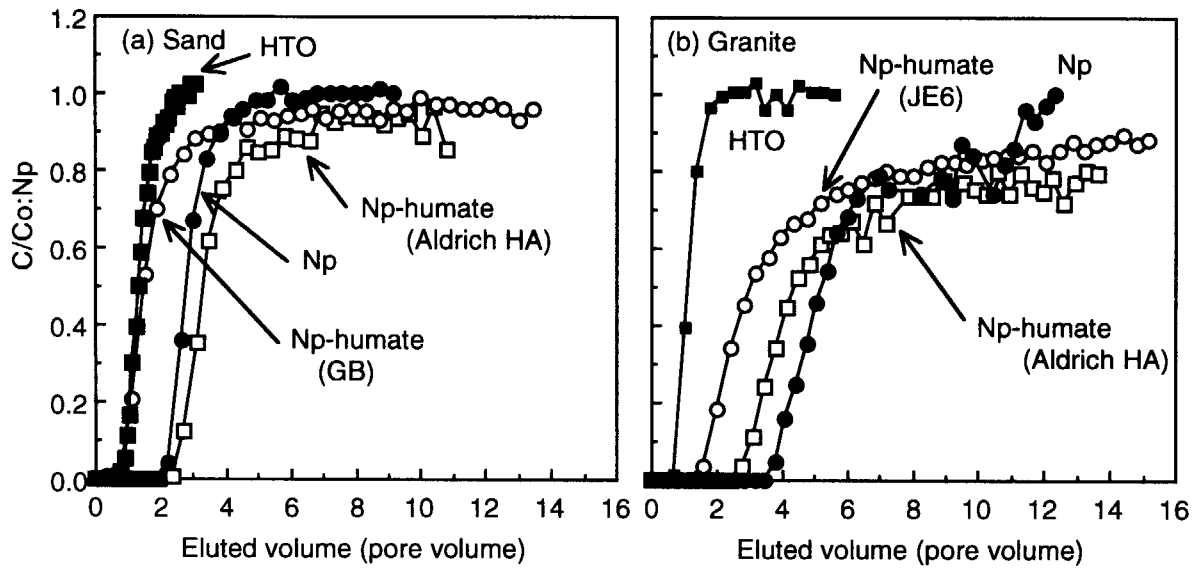 (a) Sand
HTO
Np-humate
(Aldrich HA)
Np
Np-humate
(GB)
C/Co:Np
1.2
1.0
0.8
0.6
0.4
0.2
0.0
0 2 4 6 8 10 12 14
Eluted volume (pore volume)
(b) Granite
Np-humate
(JE6)
Np
HTO
Np-humate
(Aldrich HA)
0 2 4 6 8 10 12 14 16
Eluted volume (pore volume)